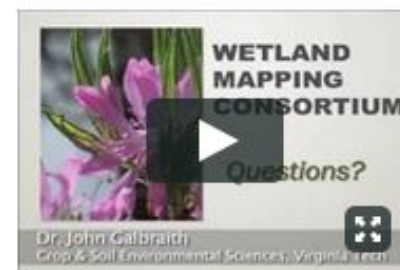 WETLAND
MAPPING
CONSORTIUM
Questions?
Dr. John Galbraith
Crop & Soil Environmental Sciences, Virginia Tech